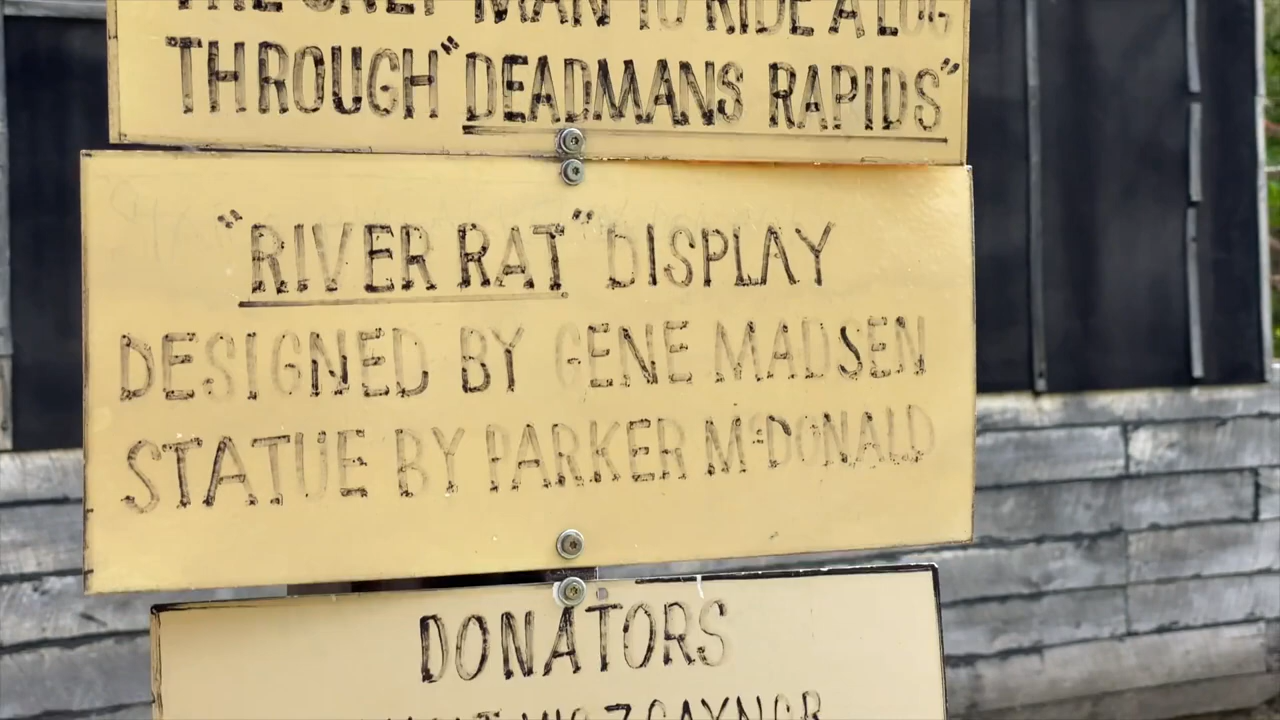 THE ONLY MAN TO RIDE A LOG
THROUGH "DEADMANS RAPIDS"
"RIVER RAT" DISPLAY
DESIGNED BY GENE MADSEN
STATUE BY PARKER McDONALD
DONATORS
GAYNOR